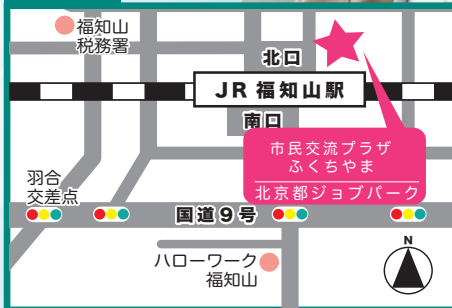 福知山
税務署
北口
JR 福知山駅
南口
市民交流プラザ
ふくちやま
北京都ジョブパーク
羽合
交差点
国道9号
ハローワーク
福知山
N